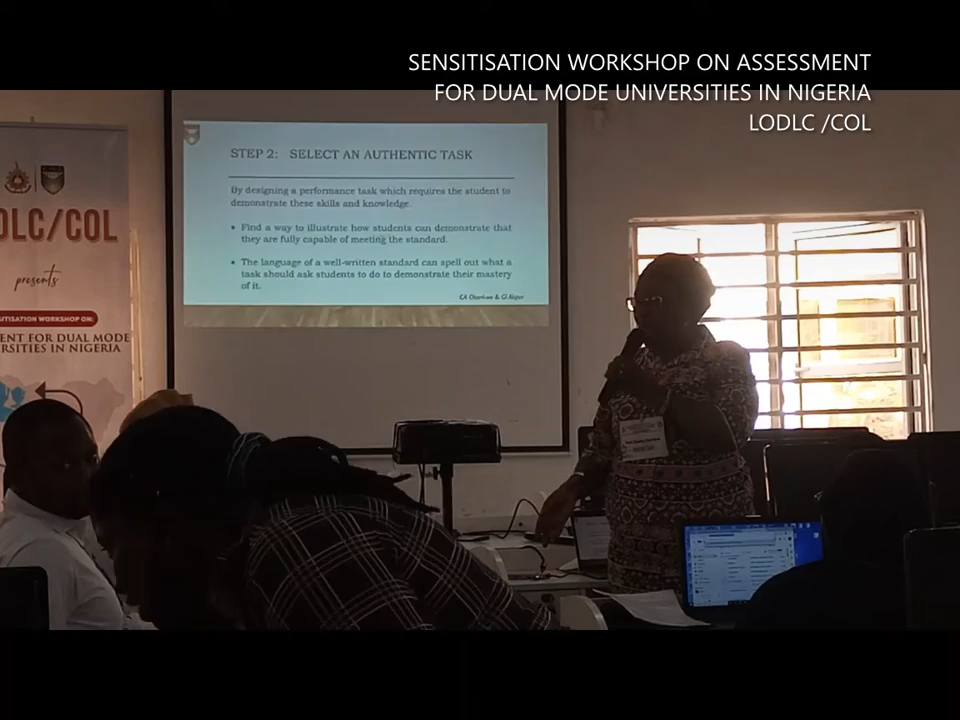 SENSITISATION WORKSHOP ON ASSESSMENT
FOR DUAL MODE UNIVERSITIES IN NIGERIA
LODLC /COL
STEP 2: SELECT AN AUTHENTIC TASK
By designing a performance task which requires the student to
demonstrate these skills and knowledge.
• Find a way to illustrate how students can demonstrate that
they are fully capable of meeting the standard.
• The language of a well-written standard can spell out what a
task should ask students to do to demonstrate their mastery
of it.
DLC/COL
presents
SITISATION WORKSHOP ON:
ENT FOR DUAL MODE
RSITIES IN NIGERIA